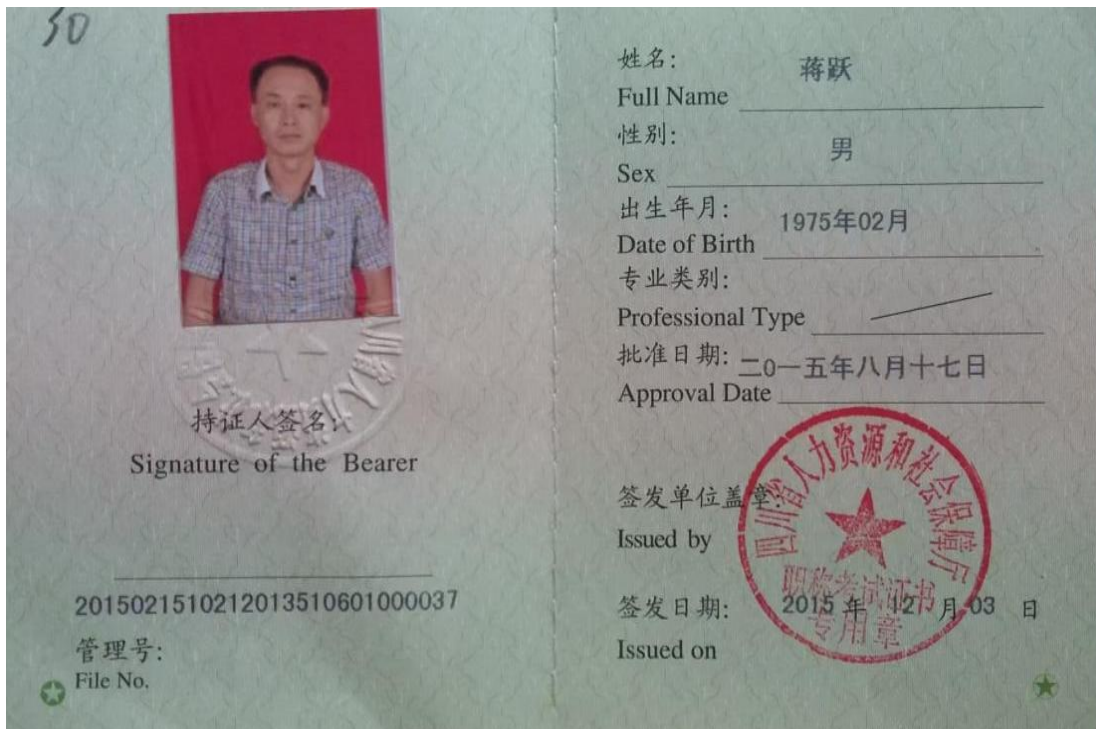 50
持证人签名:
Signature of the Bearer
2015021510212013510601000037
管理号:
File No.
姓名: 蒋跃
Full Name
性别: 男
Sex
出生年月: 1975年02月
Date of Birth
专业类别:
Professional Type
批准日期: 二0一五年八月十七日
Approval Date
签发单位盖章:
Issued by
四川省人力资源和社会保障厅
职称考试证书
专用章
签发日期: 2015 年 12 月 03 日
Issued on